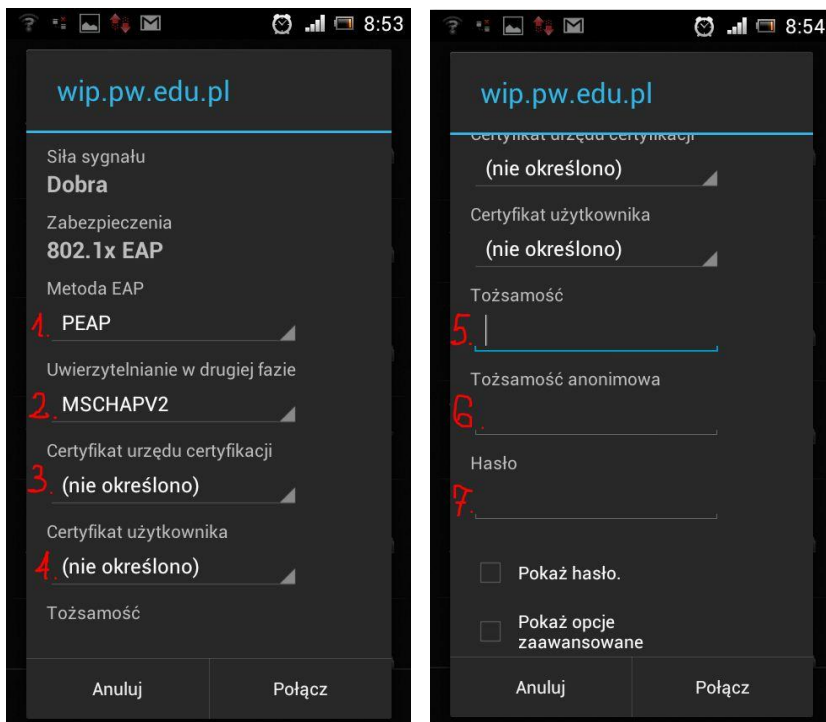 8:53
wip.pw.edu.pl
Siła sygnału
Dobra
Zabezpieczenia
802.1x EAP
Metoda EAP
1. PEAP
Uwierzytelnianie w drugiej fazie
2. MSCHAPV2
Certyfikat urzędu certyfikacji
3. (nie określono)
Certyfikat użytkownika
4. (nie określono)
Tożsamość
Anuluj Połącz
8:54
wip.pw.edu.pl
Certyfikat urzędu certyfikacji
(nie określono)
Certyfikat użytkownika
(nie określono)
Tożsamość
5.
Tożsamość anonimowa
6.
Hasło
7.
Pokaż hasło.
Pokaż opcje
zaawansowane
Anuluj Połącz